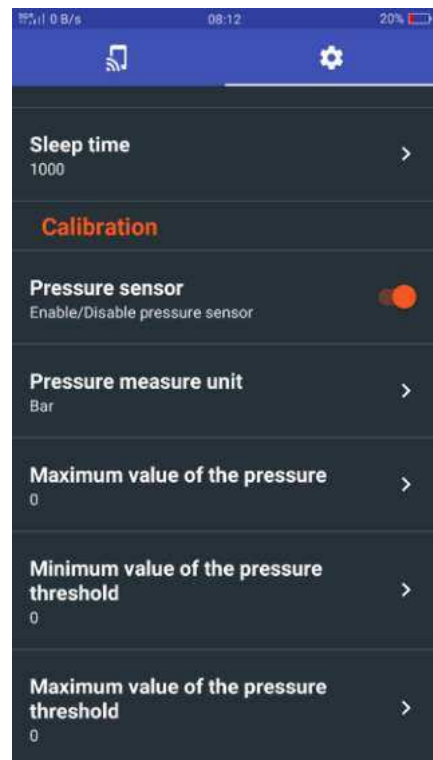 0 B/s 08:12 20%
Sleep time
1000
Calibration
Pressure sensor
Enable/Disable pressure sensor
Pressure measure unit
Bar
Maximum value of the pressure
0
Minimum value of the pressure
threshold
0
Maximum value of the pressure
threshold
0